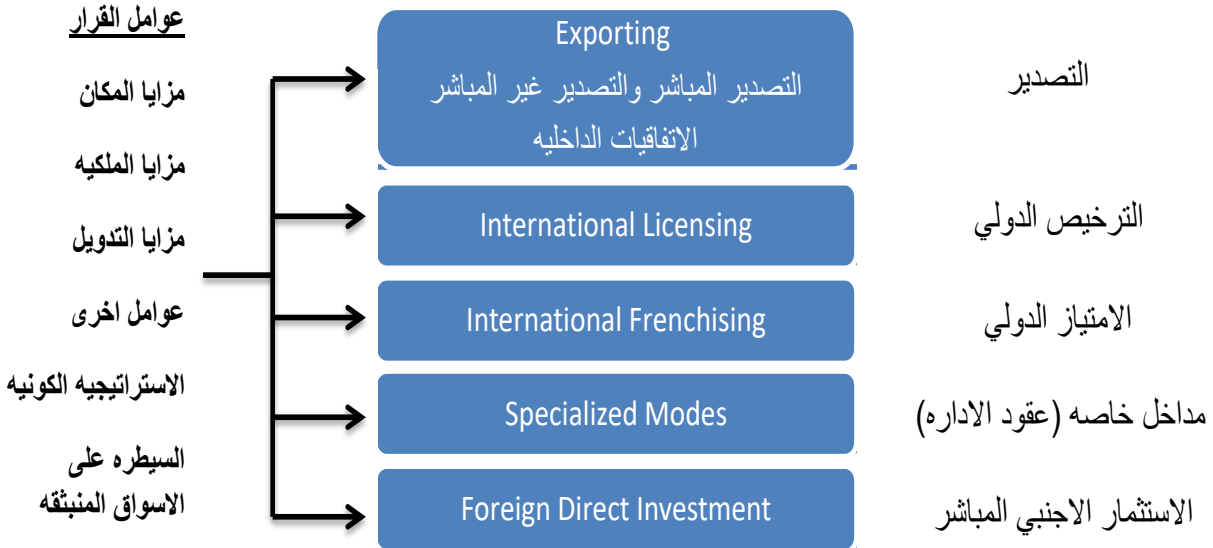 عوامل القرار
مزايا المكان
مزايا الملكيه
مزايا التدويل
عوامل اخرى
الاستراتيجيه الكونيه
السيطره على
الاسواق المنبثقه
Exporting
التصدير المباشر والتصدير غير المباشر
الاتفاقيات الداخليه
International Licensing
International Frenchising
Specialized Modes
Foreign Direct Investment
التصدير
الترخيص الدولي
الامتياز الدولي
مداخل خاصه (عقود الاداره)
الاستثمار الاجنبي المباشر